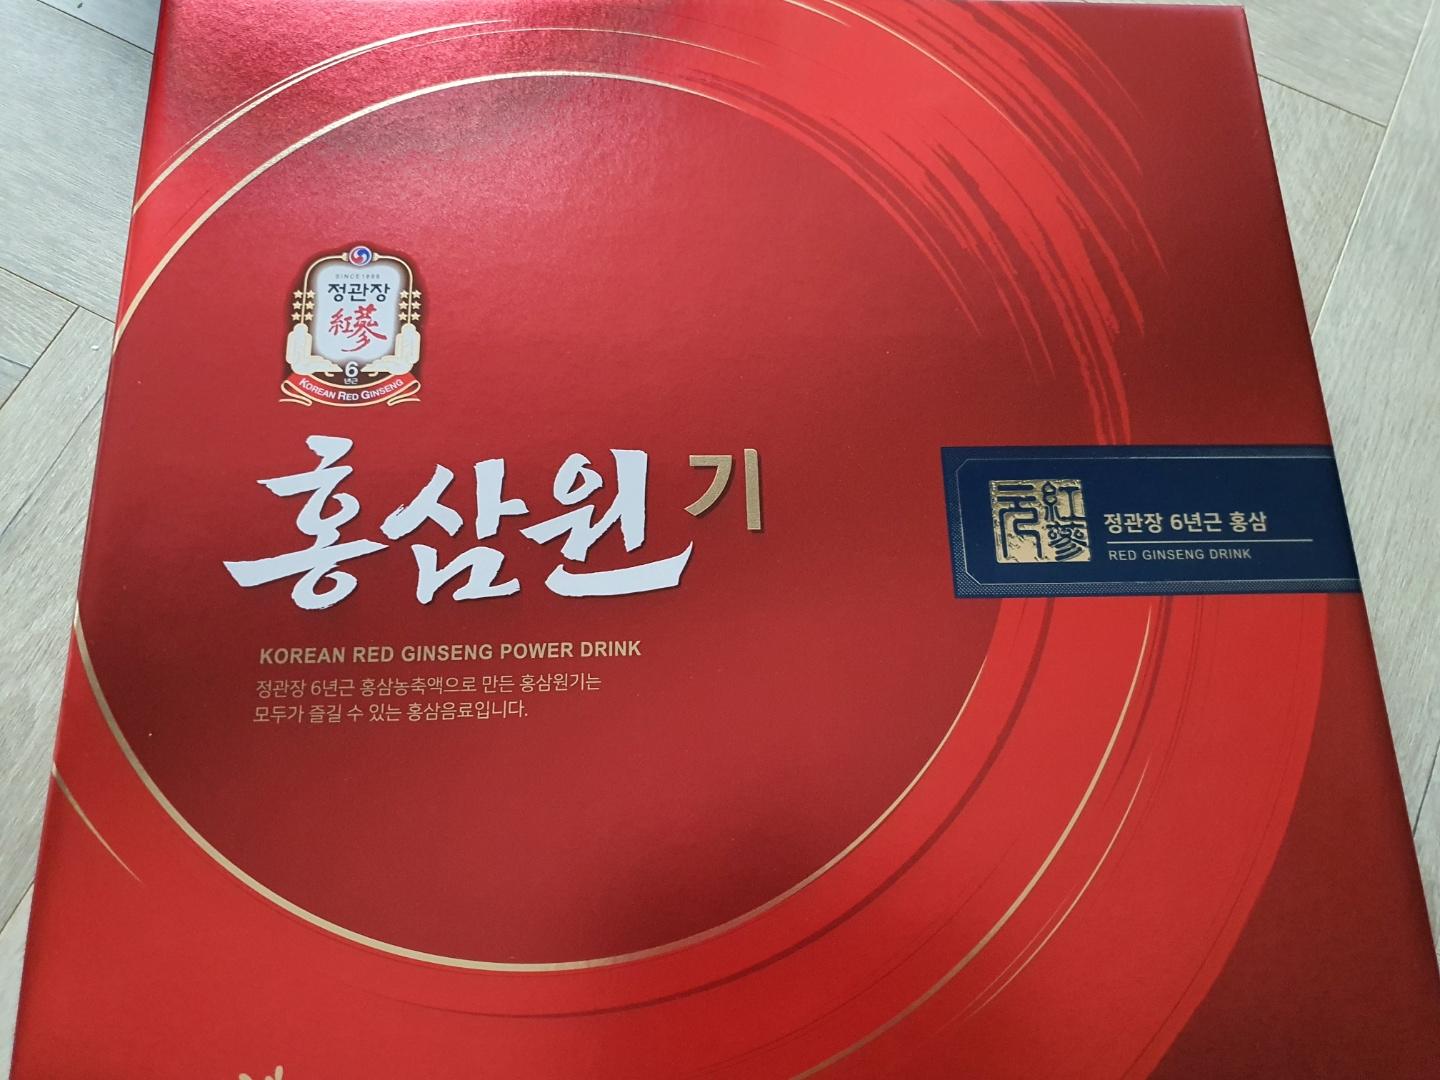 SINCE 1899
정관장
紅蔘
6
년근
KOREAN RED GINSENG
홍삼원기
KOREAN RED GINSENG POWER DRINK
정관장 6년근 홍삼농축액으로 만든 홍삼원기는
모두가 즐길 수 있는 홍삼음료입니다.
紅蔘元
정관장 6년근 홍삼
RED GINSENG DRINK